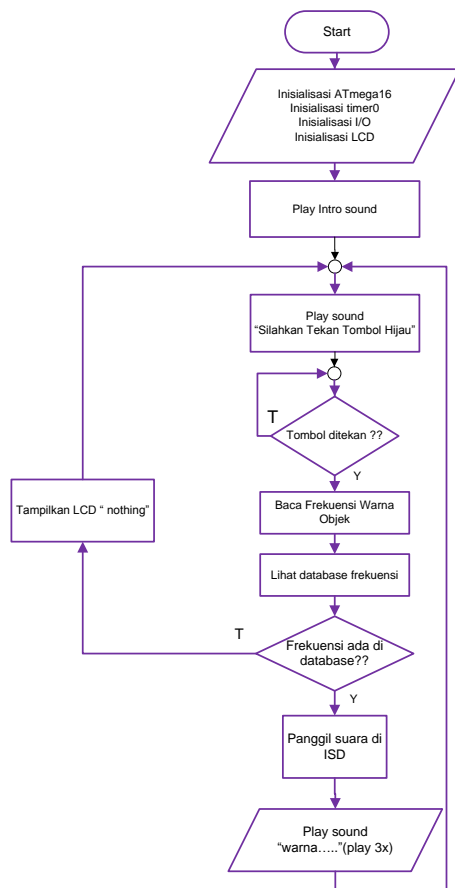 Start
Inisialisasi ATmega16
Inisialisasi timer0
Inisialisasi I/O
Inisialisasi LCD
Play Intro sound
Play sound
“Silahkan Tekan Tombol Hijau”
T
Tombol ditekan ??
Y
Tampilkan LCD “ nothing”
Baca Frekuensi Warna
Objek
Lihat database frekuensi
T
Frekuensi ada di
database??
Y
Panggil suara di
ISD
Play sound
“warna…..”(play 3x)